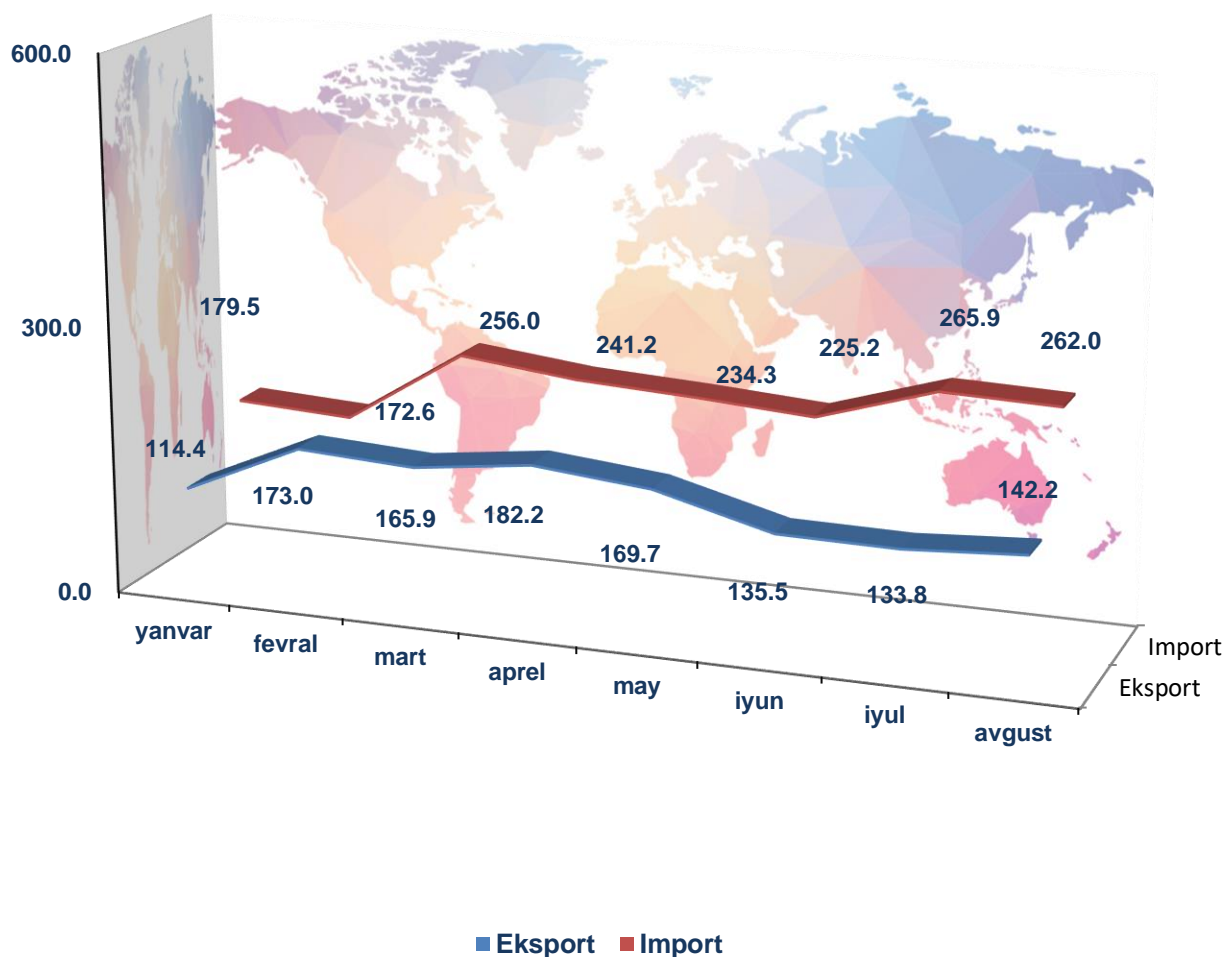 600.0
300.0
0.0
179.5
172.6
256.0
241.2
234.3
225.2
265.9
262.0
114.4
173.0
165.9
182.2
169.7
135.5
133.8
142.2
yanvar
fevral
mart
aprel
may
iyun
iyul
avgust
Import
Eksport
Eksport Import